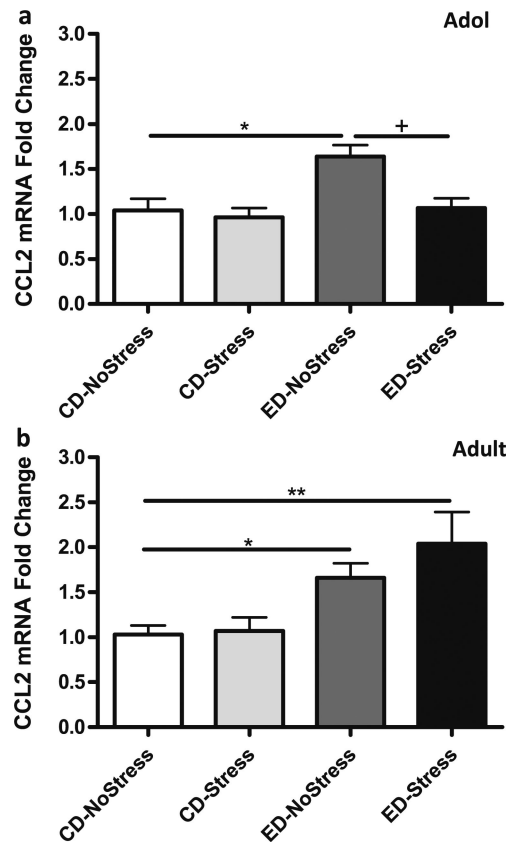 a
Adol
CCL2 mRNA Fold Change
3.0
2.5
2.0
1.5
1.0
0.5
0.0
*
+
CD-NoStress
CD-Stress
ED-NoStress
ED-Stress
b
Adult
CCL2 mRNA Fold Change
3.0
2.5
2.0
1.5
1.0
0.5
0.0
**
*
CD-NoStress
CD-Stress
ED-NoStress
ED-Stress